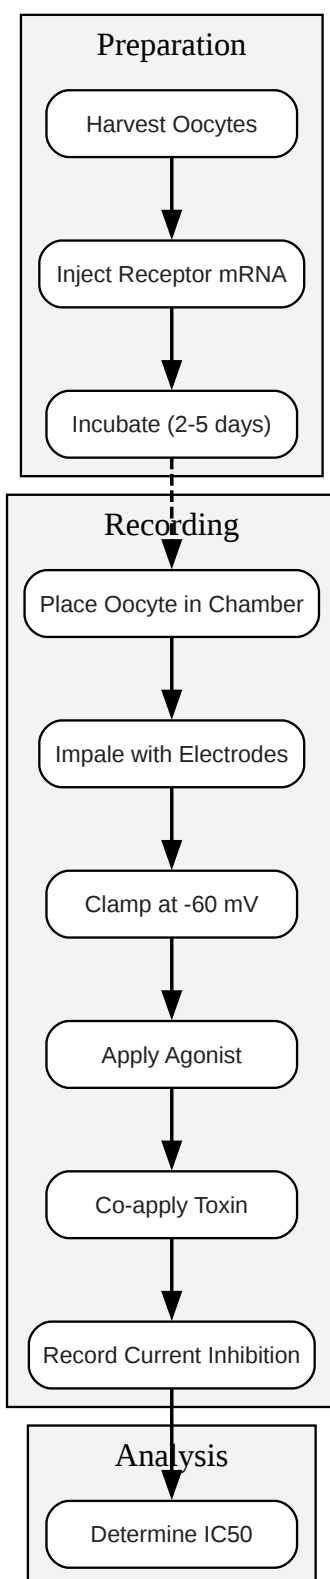 Preparation
Harvest Oocytes
Inject Receptor mRNA
Incubate (2-5 days)
Recording
Place Oocyte in Chamber
Impale with Electrodes
Clamp at -60 mV
Apply Agonist
Co-apply Toxin
Record Current Inhibition
Analysis
Determine IC50